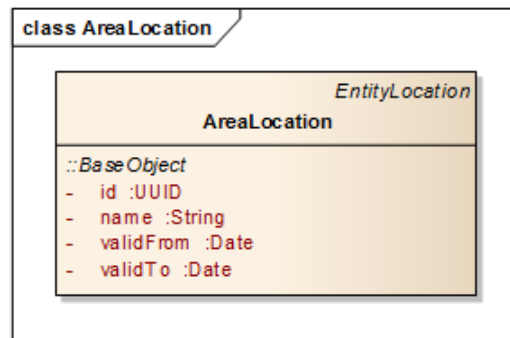 class AreaLocation
EntityLocation
AreaLocation
::BaseObject
- id :UUID
- name :String
- validFrom :Date
- validTo :Date